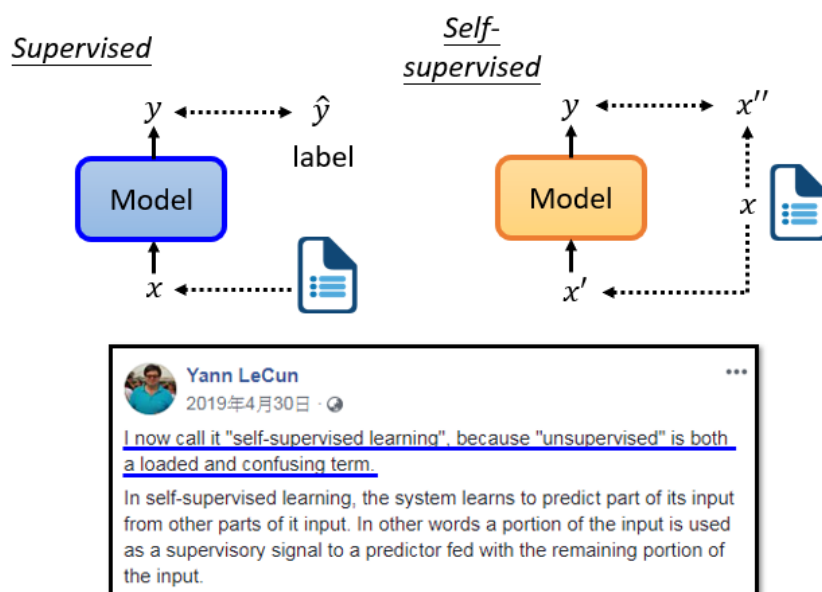 Supervised
Self-
supervised
y
ŷ
label
Model
x
y
x′′
Model
x
x′
Yann LeCun
2019年4月30日 ·
I now call it "self-supervised learning", because "unsupervised" is both
a loaded and confusing term.
In self-supervised learning, the system learns to predict part of its input
from other parts of it input. In other words a portion of the input is used
as a supervisory signal to a predictor fed with the remaining portion of
the input.